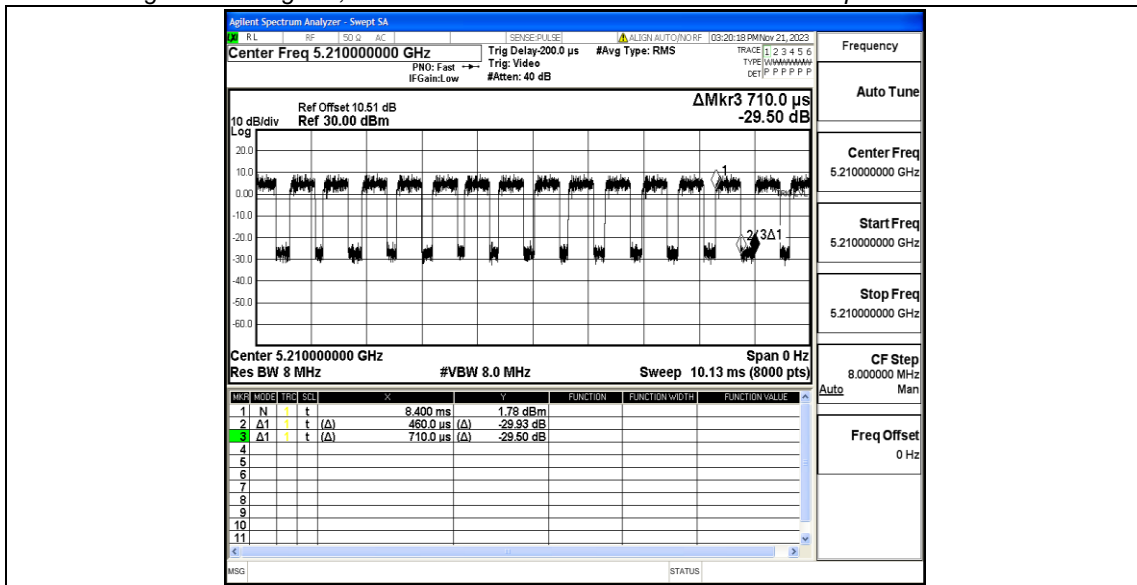 Agilent Spectrum Analyzer - Swept SA
RL RF 50 Ω AC SENSE:PULSE ALIGN AUTO/NO RF 03:20:18 PM Nov 21, 2023
Center Freq 5.210000000 GHz
PNO: Fast
IFGain:Low
Trig Delay-200.0 µs
Trig: Video
#Atten: 40 dB
#Avg Type: RMS
TRACE 1 2 3 4 5 6
TYPE
DET P P P P P P
Ref Offset 10.51 dB
Ref 30.00 dBm
10 dB/div
Log
ΔMkr3 710.0 µs
-29.50 dB
20.0
10.0
0.00
-10.0
-20.0
-30.0
-40.0
-50.0
-60.0
1
2
3Δ1
Center 5.210000000 GHz Span 0 Hz
Res BW 8 MHz #VBW 8.0 MHz Sweep 10.13 ms (8000 pts)
MKR MODE TRC SCL X Y FUNCTION FUNCTION WIDTH FUNCTION VALUE
1 N 1 t 8.400 ms 1.78 dBm
2 Δ1 1 t (Δ) 460.0 µs (Δ) -29.93 dB
3 Δ1 1 t (Δ) 710.0 µs (Δ) -29.50 dB
4
5
6
7
8
9
10
11
MSG STATUS
Frequency
Auto Tune
Center Freq
5.210000000 GHz
Start Freq
5.210000000 GHz
Stop Freq
5.210000000 GHz
CF Step
8.000000 MHz
Auto Man
Freq Offset
0 Hz